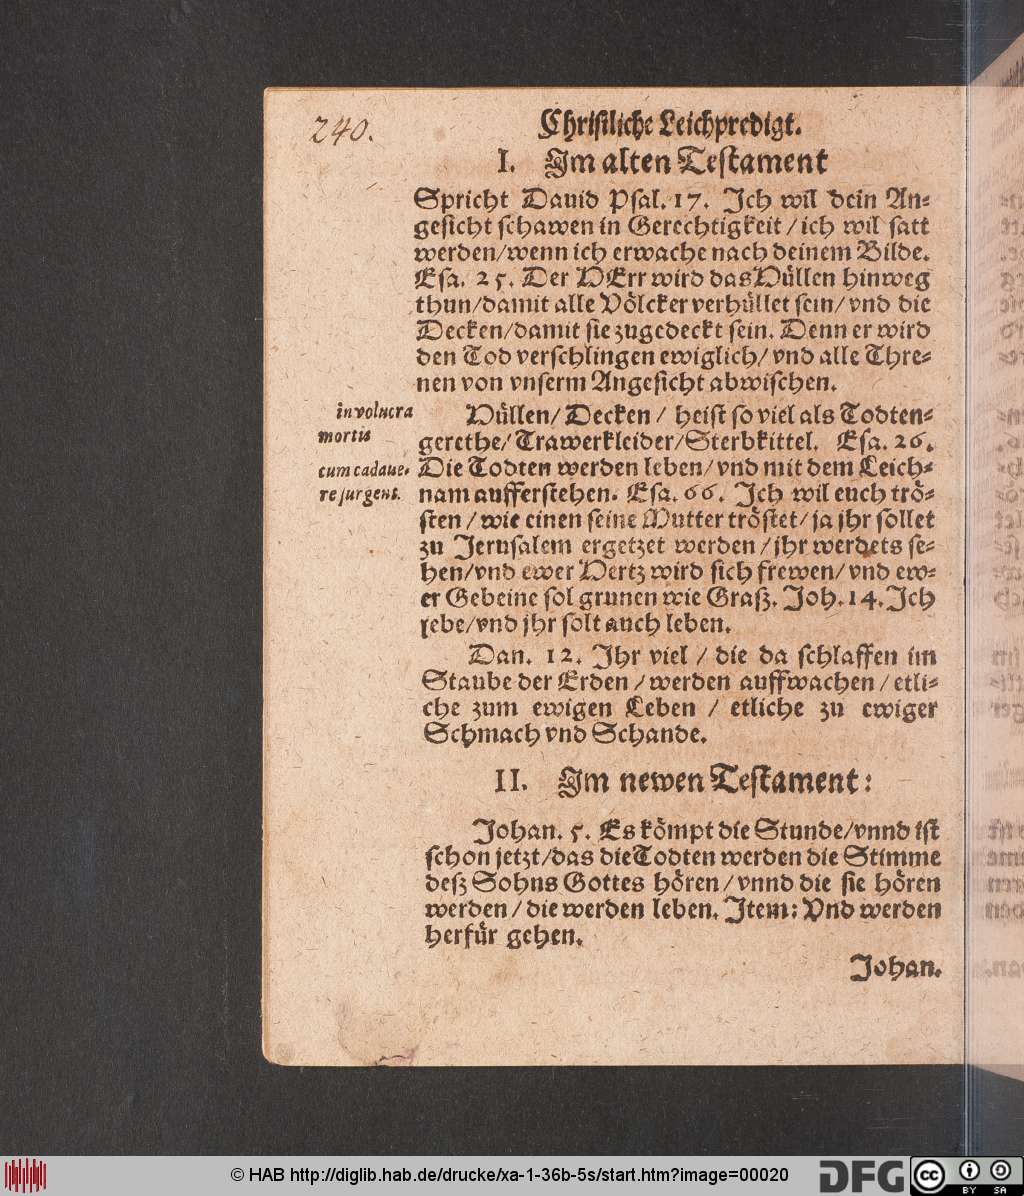 240.
Christliche Leichpredigt.
I. Im alten Testament
Spricht Dauid Psal. 17. Ich wil dein An-
gesicht schawen in Gerechtigkeit / ich wil satt
werden/wenn ich erwache nach deinem Bilde.
Esa. 25. Der HErr wird das Hüllen hinweg
thun/damit alle Völcker verhüllet sein/ vnd die
Decken/damit sie zugedeckt sein. Denn er wird
den Tod verschlingen ewiglich/ vnd alle Thre-
nen von vnserm Angesicht abwischen.
involucra
mortis
cum cadave-
re surgent.
Hüllen/ Decken / heist so viel als Todten-
gerethe/ Trawerkleider/Sterbkittel. Esa. 26.
Die Todten werden leben/ vnd mit dem Leich-
nam aufferstehen. Esa. 66. Ich wil euch trö-
sten / wie einen seine Mutter tröstet/ ja jhr sollet
zu Jerusalem ergetzet werden / jhr werdets se-
hen/vnd ewer Hertz wird sich frewen/ vnd ew-
er Gebeine sol grunen wie Graß. Joh. 14. Ich
lebe/vnd jhr solt auch leben.
Dan. 12. Ihr viel / die da schlaffen im
Staube der Erden / werden auffwachen / etli-
che zum ewigen Leben / etliche zu ewiger
Schmach vnd Schande.
II. Im newen Testament:
Johan. 5. Es kömpt die Stunde/vnnd ist
schon jetzt/das die Todten werden die Stimme
deß Sohns Gottes hören / vnnd die sie hören
werden / die werden leben. Item: Vnd werden
herfür gehen.
Johan.
© HAB http://diglib.hab.de/drucke/xa-1-36b-5s/start.htm?image=00020
DFG
cc
BY SA